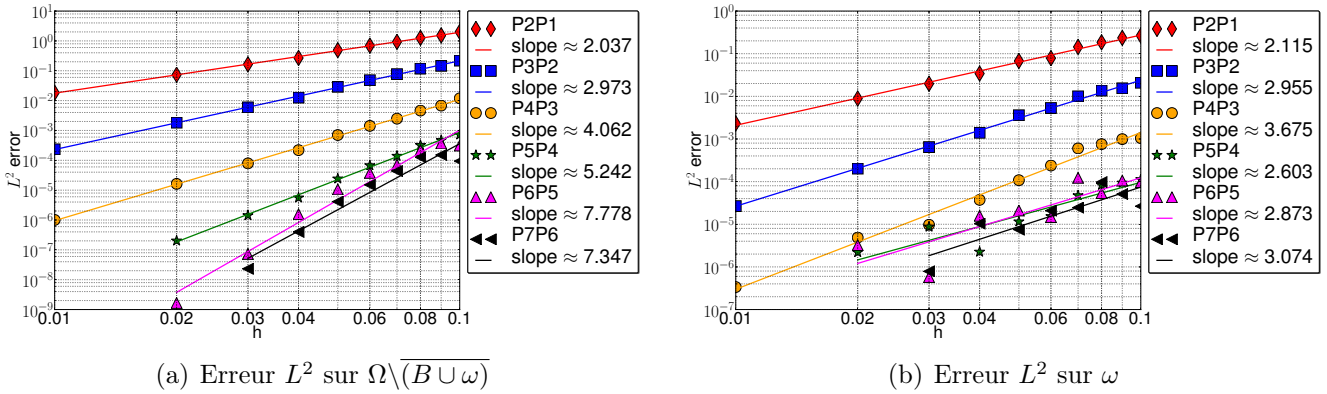 10^1
10^0
10^{-1}
10^{-2}
10^{-3}
10^{-4}
10^{-5}
10^{-6}
10^{-7}
10^{-8}
10^{-9}
L^2 error
0.01
0.02
0.03
0.04
0.06
0.08
0.1
h
P2P1
slope ≈ 2.037
P3P2
slope ≈ 2.973
P4P3
slope ≈ 4.062
P5P4
slope ≈ 5.242
P6P5
slope ≈ 7.778
P7P6
slope ≈ 7.347
(a) Erreur L^2 sur Ω\\overline{(B ∪ ω)}
10^0
10^{-1}
10^{-2}
10^{-3}
10^{-4}
10^{-5}
10^{-6}
10^{-7}
L^2 error
0.01
0.02
0.03
0.04
0.06
0.08
0.1
h
P2P1
slope ≈ 2.115
P3P2
slope ≈ 2.955
P4P3
slope ≈ 3.675
P5P4
slope ≈ 2.603
P6P5
slope ≈ 2.873
P7P6
slope ≈ 3.074
(b) Erreur L^2 sur ω